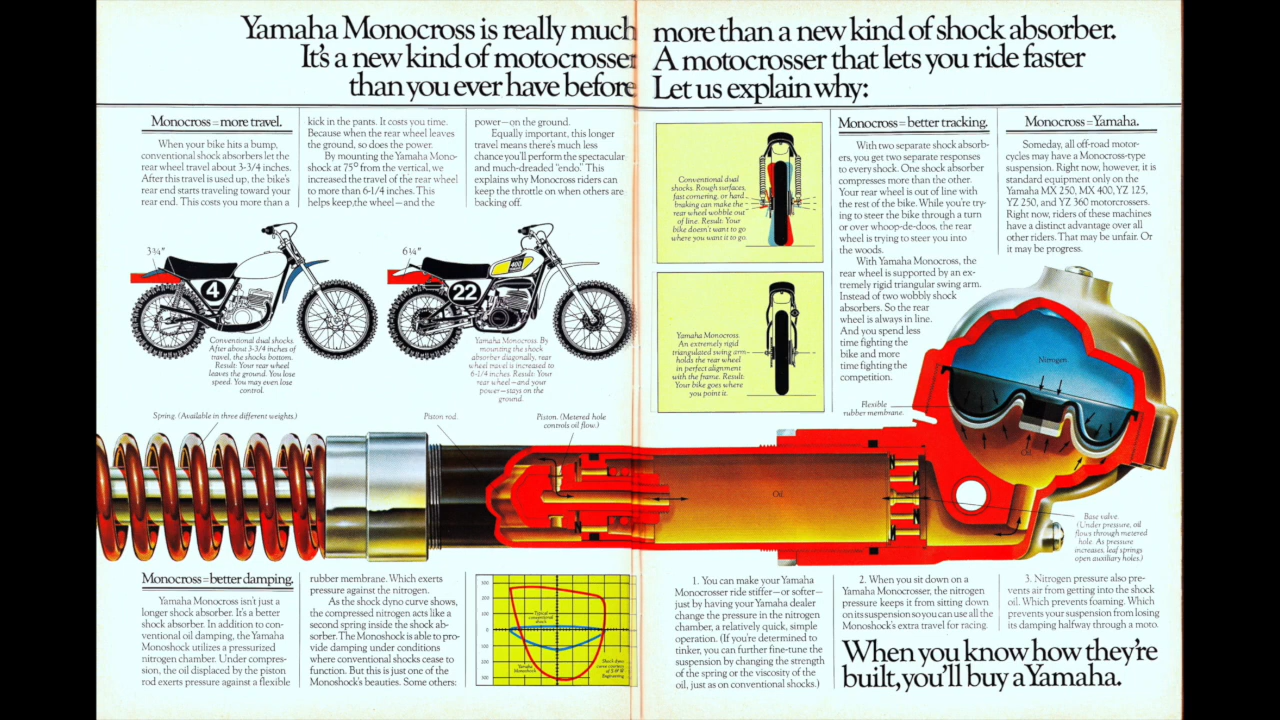 Yamaha Monocross is really much more than a new kind of shock absorber.
It's a new kind of motocrosser. A motocrosser that lets you ride faster
than you ever have before. Let us explain why:
Monocross = more travel.
When your bike hits a bump,
conventional shock absorbers let the
rear wheel travel about 3-3/4 inches.
After this travel is used up, the bike's
rear end starts traveling toward your
rear end. This costs you more than a
kick in the pants. It costs you time.
Because when the rear wheel leaves
the ground, so does the power.
By mounting the Yamaha Mono-
shock at 75° from the vertical, we
increased the travel of the rear wheel
to more than 6-1/4 inches. This
helps keep the wheel—and the
power—on the ground.
Equally important, this longer
travel means there's much less
chance you'll perform the spectacular
and much-dreaded "endo." This
explains why Monocross riders can
keep the throttle on when others are
backing off.
3¾"
4
Conventional dual shocks.
After about 3-3/4 inches of
travel, the shocks bottom.
Result: Your rear wheel
leaves the ground. You lose
speed. You may even lose
control.
6¼"
400
22
Yamaha Monocross. By
mounting the shock
absorber diagonally, rear
wheel travel is increased to
6-1/4 inches. Result: Your
rear wheel—and your
power—stays on the
ground.
Conventional dual
shocks. Rough surfaces,
fast cornering, or hard
braking can make the
rear wheel wobble out
of line. Result: Your
bike doesn't want to go
where you want it to go.
Yamaha Monocross.
An extremely rigid
triangulated swing arm
holds the rear wheel
in perfect alignment
with the frame. Result:
Your bike goes where
you point it.
Monocross = better tracking.
With two separate shock absorb-
ers, you get two separate responses
to every shock. One shock absorber
compresses more than the other.
Your rear wheel is out of line with
the rest of the bike. While you're try-
ing to steer the bike through a turn
or over whoop-de-doos, the rear
wheel is trying to steer you into
the woods.
With Yamaha Monocross, the
rear wheel is supported by an ex-
tremely rigid triangular swing arm.
Instead of two wobbly shock
absorbers. So the rear
wheel is always in line.
And you spend less
time fighting the
bike and more
time fighting the
competition.
Monocross = Yamaha.
Someday, all off-road motor-
cycles may have a Monocross-type
suspension. Right now, however, it is
standard equipment only on the
Yamaha MX 250, MX 400, YZ 125,
YZ 250, and YZ 360 motorcrossers.
Right now, riders of these machines
have a distinct advantage over all
other riders. That may be unfair. Or
it may be progress.
Spring. (Available in three different weights.)
Piston rod.
Piston. (Metered hole
controls oil flow.)
Flexible
rubber membrane.
Nitrogen
Oil
Oil.
Base valve.
(Under pressure, oil
flows through metered
hole. As pressure
increases, leaf springs
open auxiliary holes.)
Monocross = better damping.
Yamaha Monocross isn't just a
longer shock absorber. It's a better
shock absorber. In addition to con-
ventional oil damping, the Yamaha
Monoshock utilizes a pressurized
nitrogen chamber. Under compres-
sion, the oil displaced by the piston
rod exerts pressure against a flexible
rubber membrane. Which exerts
pressure against the nitrogen.
As the shock dyno curve shows,
the compressed nitrogen acts like a
second spring inside the shock ab-
sorber. The Monoshock is able to pro-
vide damping under conditions
where conventional shocks cease to
function. But this is just one of the
Monoshock's beauties. Some others:
300
200
100
0
100
200
300
Typical
conventional
shock
Yamaha
Monoshock
Shock dyno
curve courtesy
of S & W
Engineering
1. You can make your Yamaha
Monocrosser ride stiffer—or softer—
just by having your Yamaha dealer
change the pressure in the nitrogen
chamber, a relatively quick, simple
operation. (If you're determined to
tinker, you can further fine-tune the
suspension by changing the strength
of the spring or the viscosity of the
oil, just as on conventional shocks.)
2. When you sit down on a
Yamaha Monocrosser, the nitrogen
pressure keeps it from sitting down
on its suspension so you can use all the
Monoshock's extra travel for racing.
3. Nitrogen pressure also pre-
vents air from getting into the shock
oil. Which prevents foaming. Which
prevents your suspension from losing
its damping halfway through a moto.
When you know how they're
built, you'll buy a Yamaha.